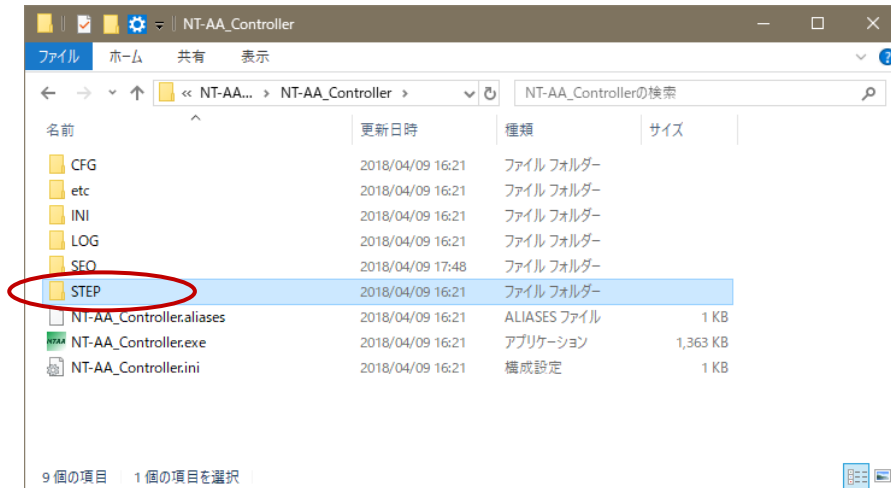 NT-AA_Controller
ファイル ホーム 共有 表示
« NT-AA... › NT-AA_Controller › NT-AA_Controllerの検索
名前 更新日時 種類 サイズ
CFG 2018/04/09 16:21 ファイル フォルダー
etc 2018/04/09 16:21 ファイル フォルダー
INI 2018/04/09 16:21 ファイル フォルダー
LOG 2018/04/09 16:21 ファイル フォルダー
SEQ 2018/04/09 17:48 ファイル フォルダー
STEP 2018/04/09 16:21 ファイル フォルダー
NT-AA_Controller.aliases 2018/04/09 16:21 ALIASES ファイル 1 KB
NTAA NT-AA_Controller.exe 2018/04/09 16:21 アプリケーション 1,363 KB
NT-AA_Controller.ini 2018/04/09 16:21 構成設定 1 KB
9 個の項目 1 個の項目を選択